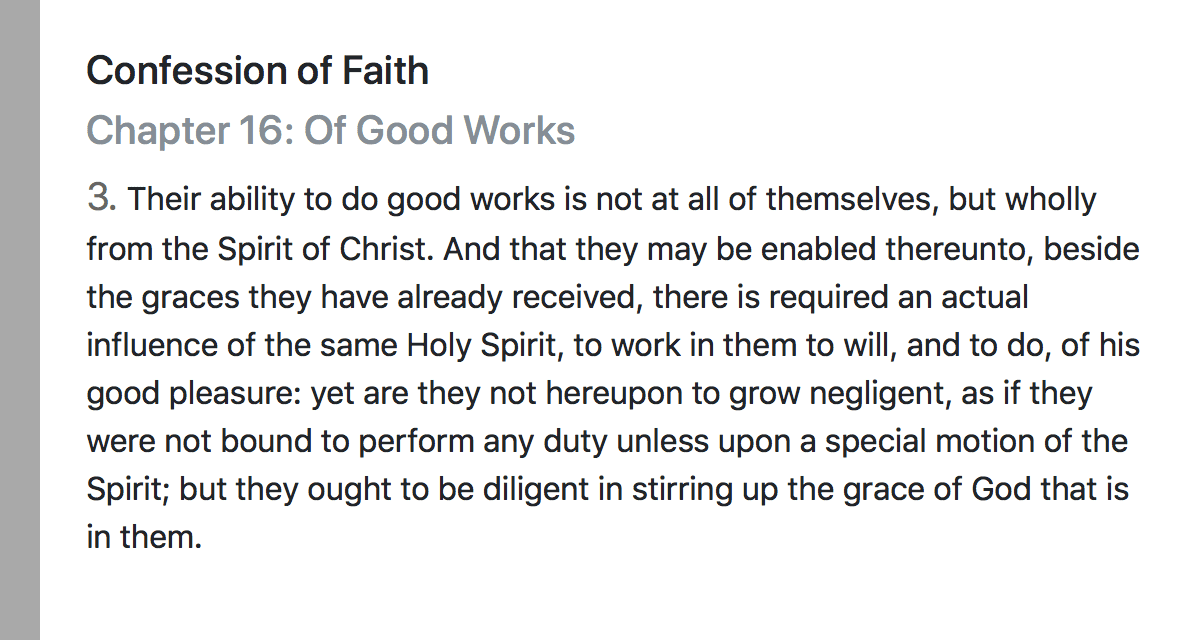 Confession of Faith
Chapter 16: Of Good Works
3. Their ability to do good works is not at all of themselves, but wholly
from the Spirit of Christ. And that they may be enabled thereunto, beside
the graces they have already received, there is required an actual
influence of the same Holy Spirit, to work in them to will, and to do, of his
good pleasure: yet are they not hereupon to grow negligent, as if they
were not bound to perform any duty unless upon a special motion of the
Spirit; but they ought to be diligent in stirring up the grace of God that is
in them.